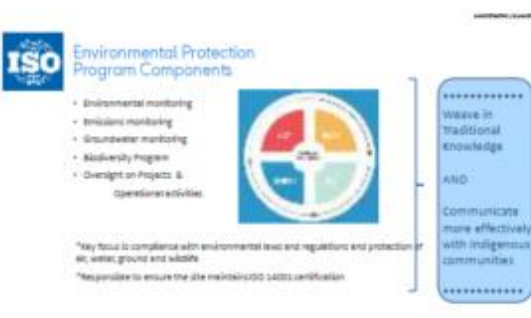 ISO
Environmental Protection
Program Components
• Environmental monitoring
• Emissions monitoring
• Groundwater monitoring
• Biodiversity Program
• Oversight on Projects &
Operational activities
*Key focus is compliance with environmental laws and regulations and protection of
air, water, ground and wildlife
*Responsible to ensure the site maintains ISO 14001 certification
Weave in
Traditional
Knowledge
AND
Communicate
more effectively
with Indigenous
communities